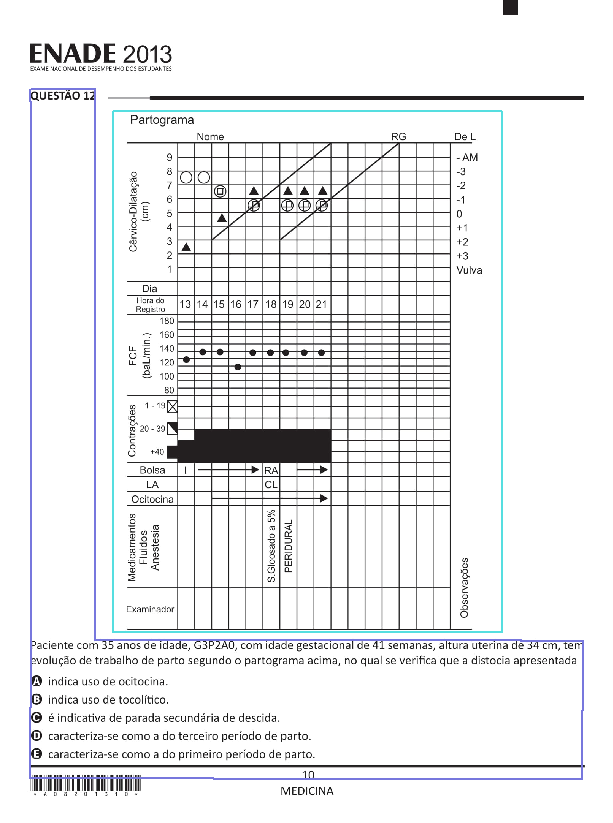 ENADE 2013
EXAME NACIONAL DE DESEMPENHO DOS ESTUDANTES
QUESTÃO 12
Partograma
Nome
RG
De L
Cérvico-Dilatação
(cm)
9
8
7
6
5
4
3
2
1
- AM
-3
-2
-1
0
+1
+2
+3
Vulva
Dia
Hora do
Registro
13 14 15 16 17 18 19 20 21
FCF
(baL/min.)
180
160
140
120
100
80
Contrações
1 - 19
20 - 39
+40
Bolsa
I
RA
LA
CL
Ocitocina
Medicamentos
Fluidos
Anestesia
S.Glicosado a 5%
PERIDURAL
Examinador
Observações
Paciente com 35 anos de idade, G3P2A0, com idade gestacional de 41 semanas, altura uterina de 34 cm, tem
evolução de trabalho de parto segundo o partograma acima, no qual se verifica que a distocia apresentada
A indica uso de ocitocina.
B indica uso de tocolítico.
C é indicativa de parada secundária de descida.
D caracteriza-se como a do terceiro período de parto.
E caracteriza-se como a do primeiro período de parto.
10
MEDICINA